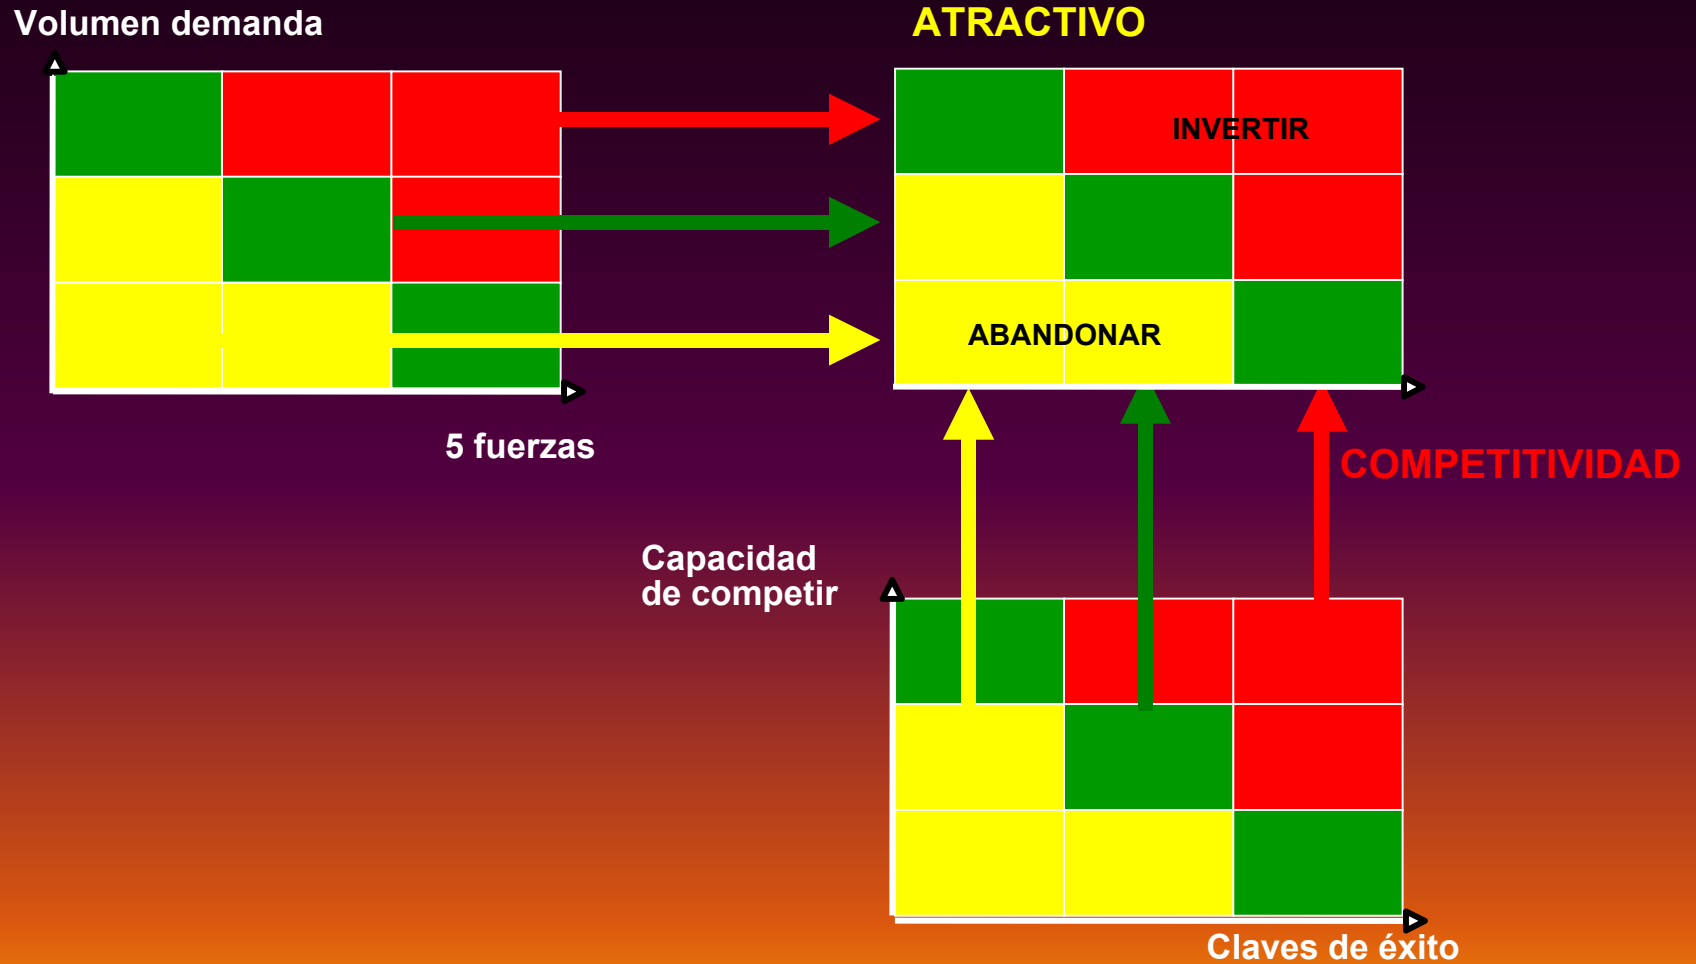 Volumen demanda
ATRACTIVO
INVERTIR
ABANDONAR
5 fuerzas
COMPETITIVIDAD
Capacidad
de competir
Claves de éxito